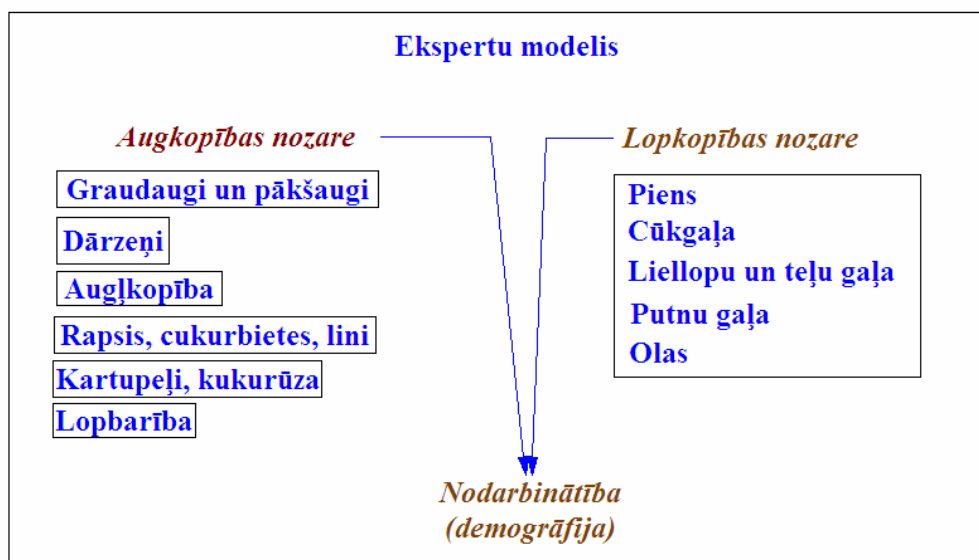 Ekspertu modelis
Augkopības nozare
Graudaugi un pākšaugi
Dārzeņi
Augļkopība
Rapsis, cukurbietes, lini
Kartupeļi, kukurūza
Lopbarība
Lopkopības nozare
Piens
Cūkgaļa
Liellopu un teļu gaļa
Putnu gaļa
Olas
Nodarbinātība
(demogrāfija)